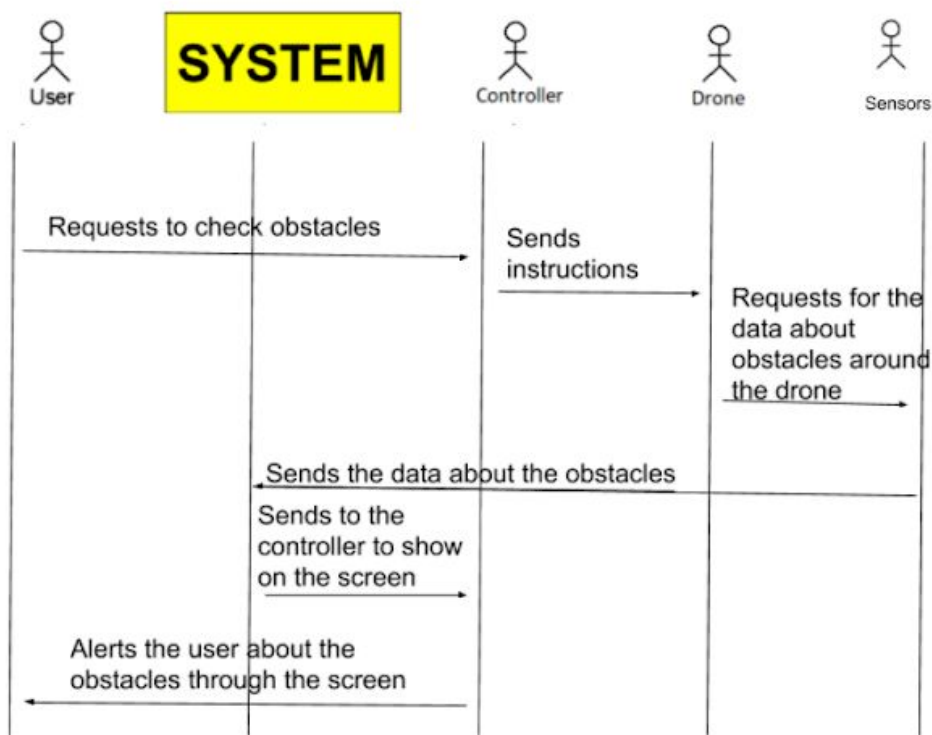 SYSTEM
User
Controller
Drone
Sensors
Requests to check obstacles
Sends
instructions
Requests for the
data about
obstacles around
the drone
Sends the data about the obstacles
Sends to the
controller to show
on the screen
Alerts the user about the
obstacles through the screen